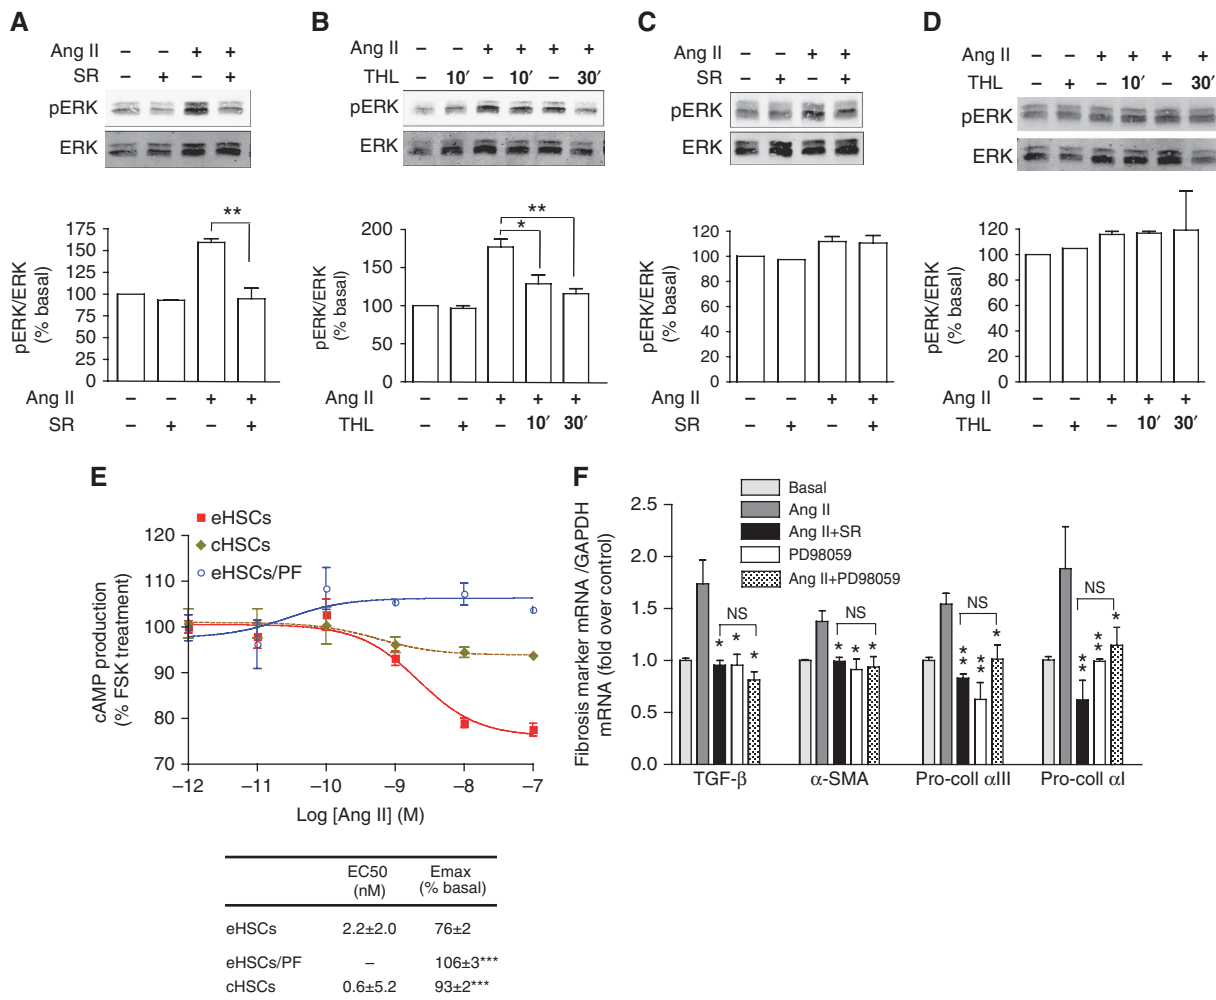 A
Ang II – – + +
SR – + – +
pERK
ERK
pERK/ERK
(% basal)
175
150
125
100
75
50
25
0
**
Ang II – – + +
SR – + – +
B
Ang II – – + + + +
THL – 10′ – 10′ – 30′
pERK
ERK
pERK/ERK
(% basal)
200
150
100
50
0
*
**
Ang II – – + + +
THL – + – 10′ 30′
C
Ang II – – + +
SR – + – +
pERK
ERK
pERK/ERK
(% basal)
120
100
80
60
40
20
0
Ang II – – + +
SR – + – +
D
Ang II – – + + + +
THL – + – 10′ – 30′
pERK
ERK
pERK/ERK
(% basal)
120
100
80
60
40
20
0
Ang II – – + + +
THL – + – 10′ 30′
E
cAMP production
(% FSK treatment)
120
110
100
90
80
70
eHSCs
cHSCs
eHSCs/PF
–12 –11 –10 –9 –8 –7
Log [Ang II] (M)
EC50 Emax
(nM) (% basal)
eHSCs 2.2±2.0 76±2
eHSCs/PF – 106±3***
cHSCs 0.6±5.2 93±2***
F
Fibrosis marker mRNA /GAPDH
mRNA (fold over control)
2.5
2.0
1.5
1.0
0.5
0.0
Basal
Ang II
Ang II+SR
PD98059
Ang II+PD98059
NS
* * *
NS
* * *
NS
** ** *
NS
** ** *
TGF-β α-SMA Pro-coll αIII Pro-coll αI